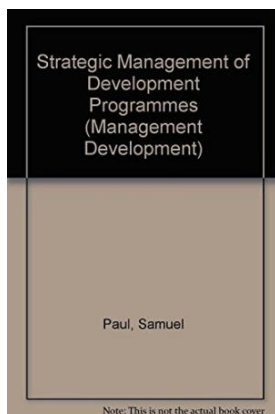 Strategic Management of
Development
Programmes
(Management
Development)
Paul, Samuel
Note: This is not the actual book cover